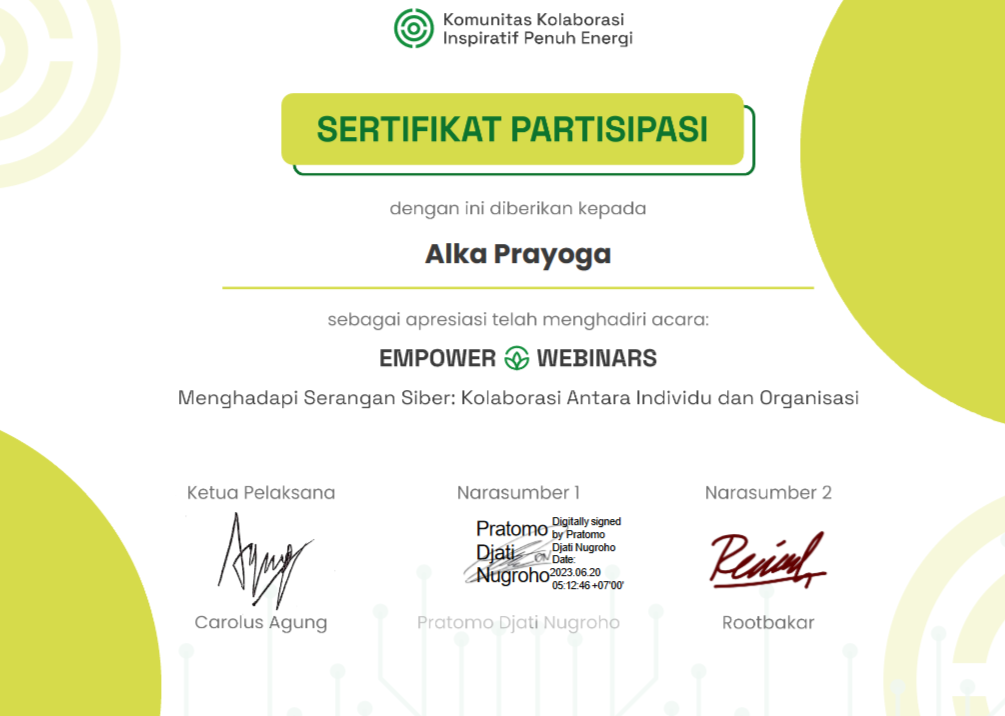 Komunitas Kolaborasi
Inspiratif Penuh Energi
SERTIFIKAT PARTISIPASI
dengan ini diberikan kepada
Alka Prayoga
sebagai apresiasi telah menghadiri acara:
EMPOWER WEBINARS
Menghadapi Serangan Siber: Kolaborasi Antara Individu dan Organisasi
Ketua Pelaksana
Agung
Carolus Agung
Narasumber 1
Pratomo
Djati
Nugroho
Digitally signed
by Pratomo
Djati Nugroho
Date:
2023.06.20
05:12:46 +07'00'
Pratomo Djati Nugroho
Narasumber 2
Rootbakar